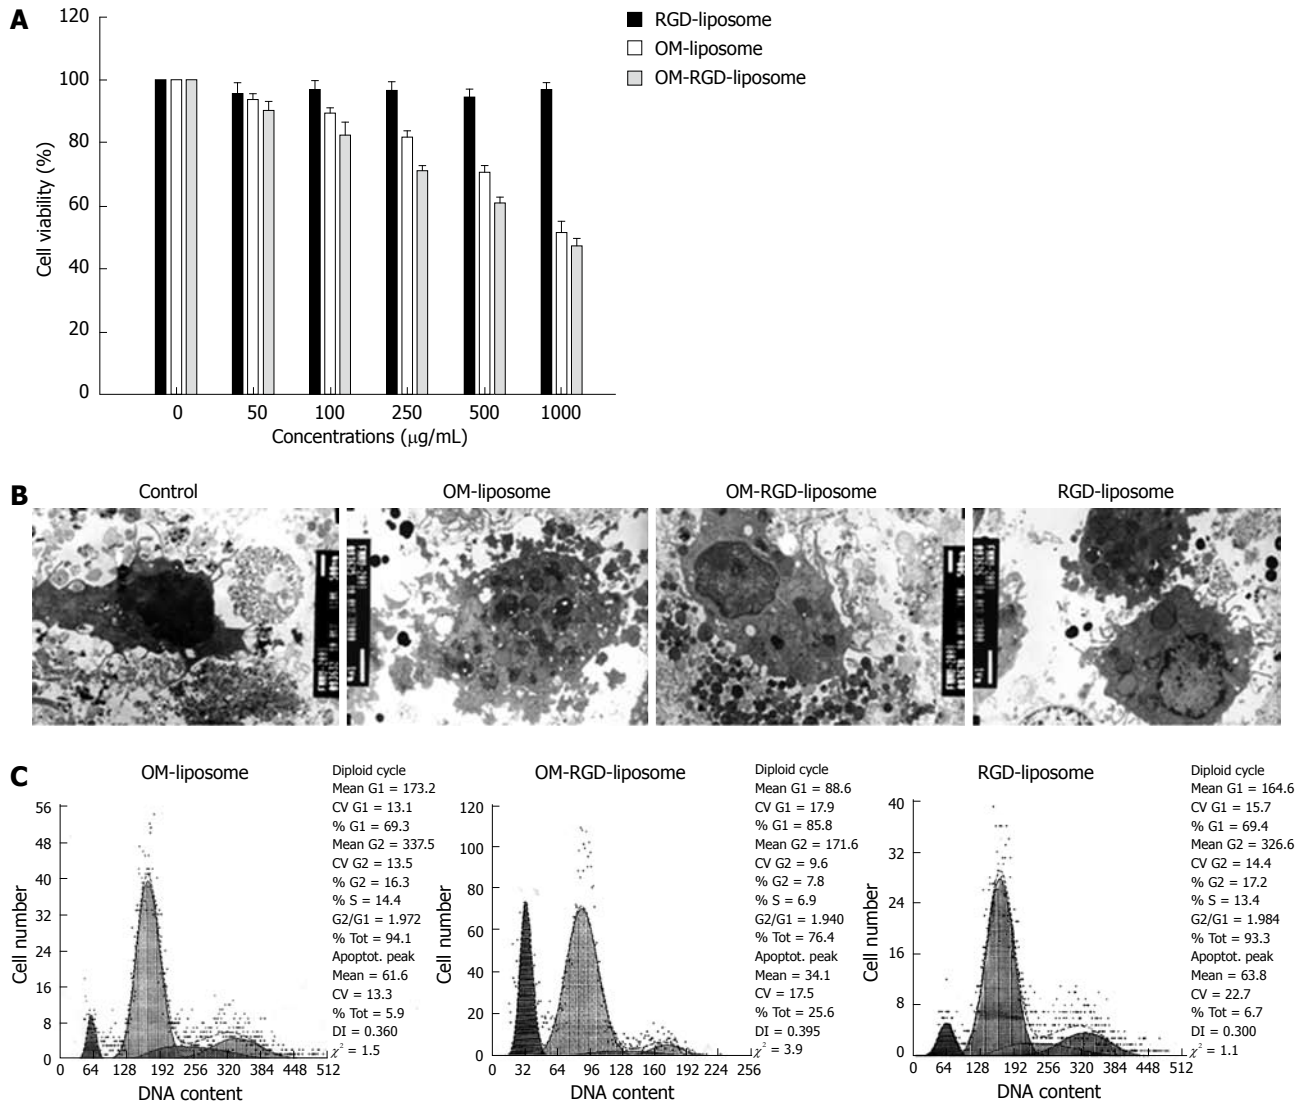 A
120
100
80
60
40
20
0
Cell viability (%)
0 50 100 250 500 1000
Concentrations (μg/mL)
RGD-liposome
OM-liposome
OM-RGD-liposome
B
Control
OM-liposome
OM-RGD-liposome
RGD-liposome
C
OM-liposome
56
48
40
32
24
16
8
0
Cell number
0 64 128 192 256 320 384 448 512
DNA content
Diploid cycle
Mean G1 = 173.2
CV G1 = 13.1
% G1 = 69.3
Mean G2 = 337.5
CV G2 = 13.5
% G2 = 16.3
% S = 14.4
G2/G1 = 1.972
% Tot = 94.1
Apoptot. peak
Mean = 61.6
CV = 13.3
% Tot = 5.9
DI = 0.360
χ² = 1.5
OM-RGD-liposome
120
100
80
60
40
20
0
Cell number
0 32 64 96 128 160 192 224 256
DNA content
Diploid cycle
Mean G1 = 88.6
CV G1 = 17.9
% G1 = 85.8
Mean G2 = 171.6
CV G2 = 9.6
% G2 = 7.8
% S = 6.9
G2/G1 = 1.940
% Tot = 76.4
Apoptot. peak
Mean = 34.1
CV = 17.5
% Tot = 25.6
DI = 0.395
χ² = 3.9
RGD-liposome
40
32
24
16
8
0
Cell number
0 64 128 192 256 320 384 448 512
DNA content
Diploid cycle
Mean G1 = 164.6
CV G1 = 15.7
% G1 = 69.4
Mean G2 = 326.6
CV G2 = 14.4
% G2 = 17.2
% S = 13.4
G2/G1 = 1.984
% Tot = 93.3
Apoptot. peak
Mean = 63.8
CV = 22.7
% Tot = 6.7
DI = 0.300
χ² = 1.1